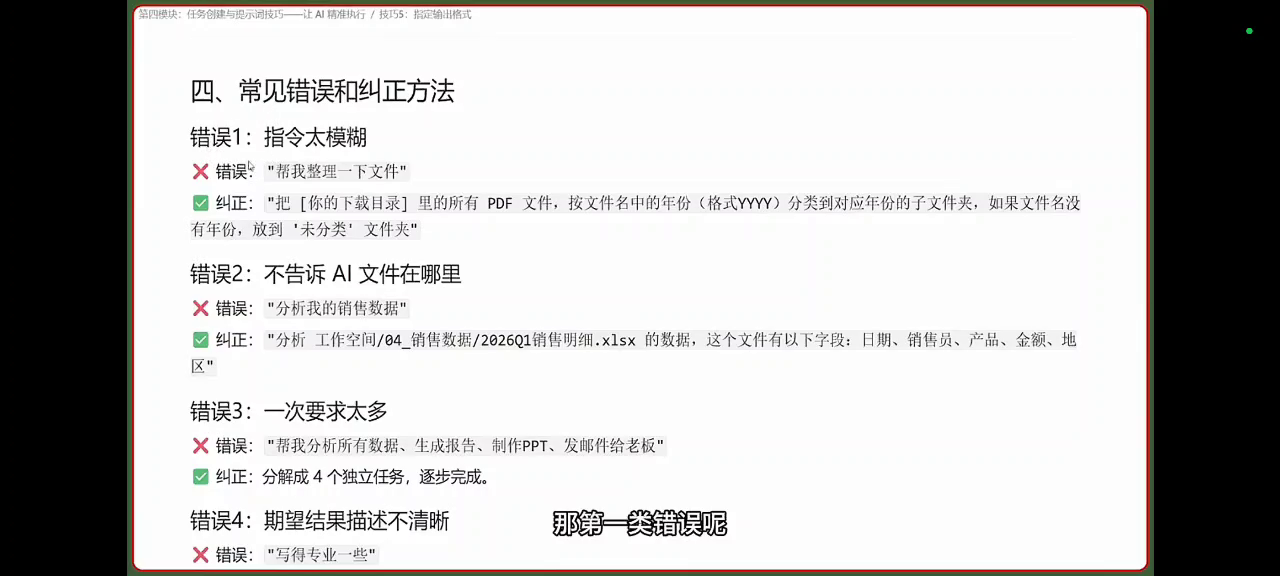 第四模块：任务创建与提示词技巧——让 AI 精准执行 / 技巧5：指定输出格式
四、常见错误和纠正方法
错误1：指令太模糊
❌ 错误："帮我整理一下文件"
✅ 纠正："把 [你的下载目录] 里的所有 PDF 文件，按文件名中的年份（格式YYYY）分类到对应年份的子文件夹，如果文件名没
有年份，放到 '未分类' 文件夹"
错误2：不告诉 AI 文件在哪里
❌ 错误："分析我的销售数据"
✅ 纠正："分析 工作空间/04_销售数据/2026Q1销售明细.xlsx 的数据，这个文件有以下字段：日期、销售员、产品、金额、地
区"
错误3：一次要求太多
❌ 错误："帮我分析所有数据、生成报告、制作PPT、发邮件给老板"
✅ 纠正：分解成 4 个独立任务，逐步完成。
错误4：期望结果描述不清晰
那第一类错误呢
❌ 错误："写得专业一些"